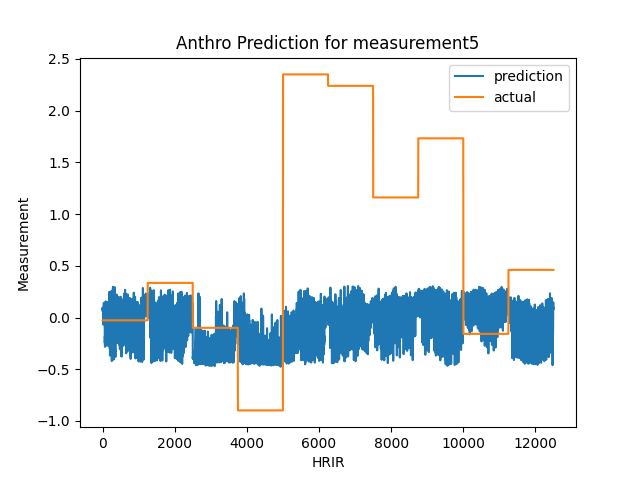 Anthro Prediction for measurement5
2.5
2.0
1.5
1.0
0.5
0.0
−0.5
−1.0
Measurement
prediction
actual
0 2000 4000 6000 8000 10000 12000
HRIR